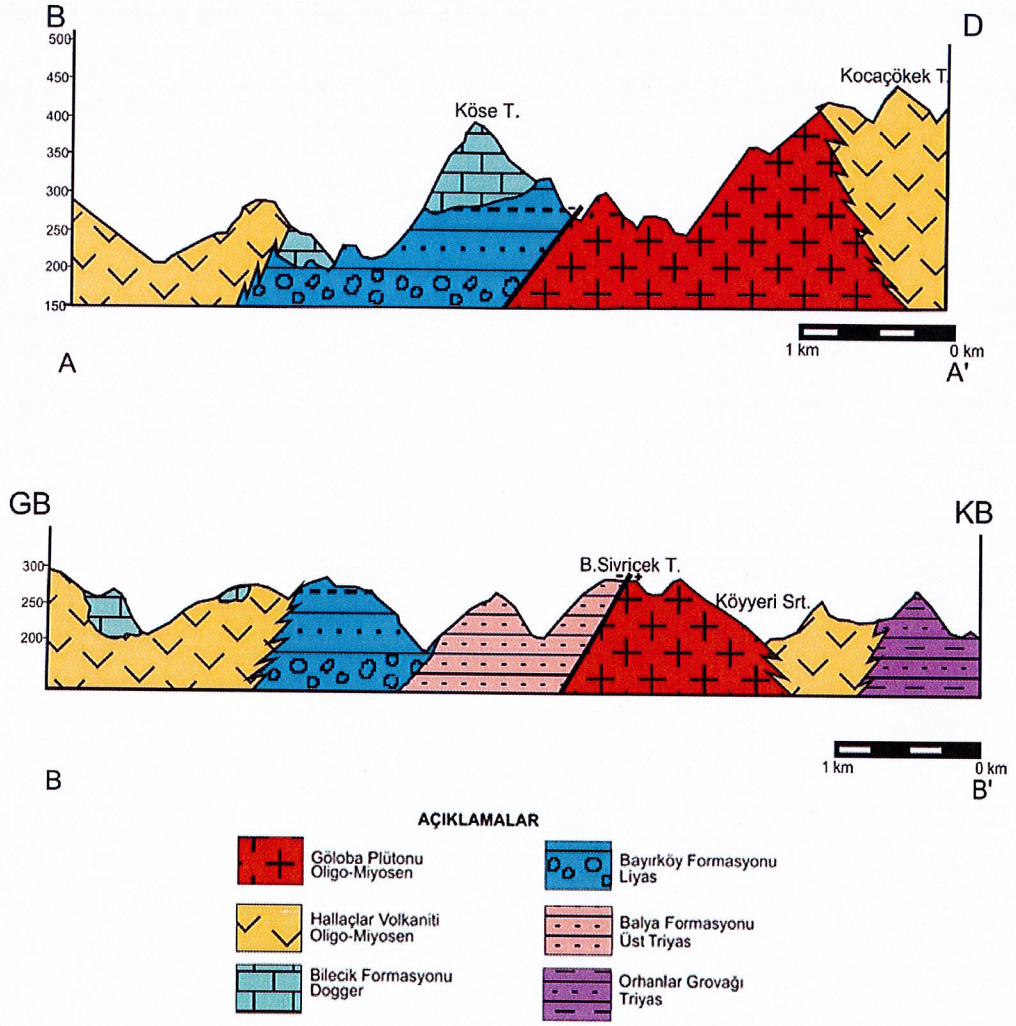 B
D
500
450
400
350
300
250
200
150
Köse T.
Kocaçökek T.
1 km
0 km
A
A'
GB
KB
300
250
200
B.Sivricek T.
Köyyeri Srt.
1 km
0 km
B
B'
AÇIKLAMALAR
Göloba Plütonu
Oligo-Miyosen
Hallaçlar Volkaniti
Oligo-Miyosen
Bilecik Formasyonu
Dogger
Bayırköy Formasyonu
Liyas
Balya Formasyonu
Üst Triyas
Orhanlar Grovağı
Triyas